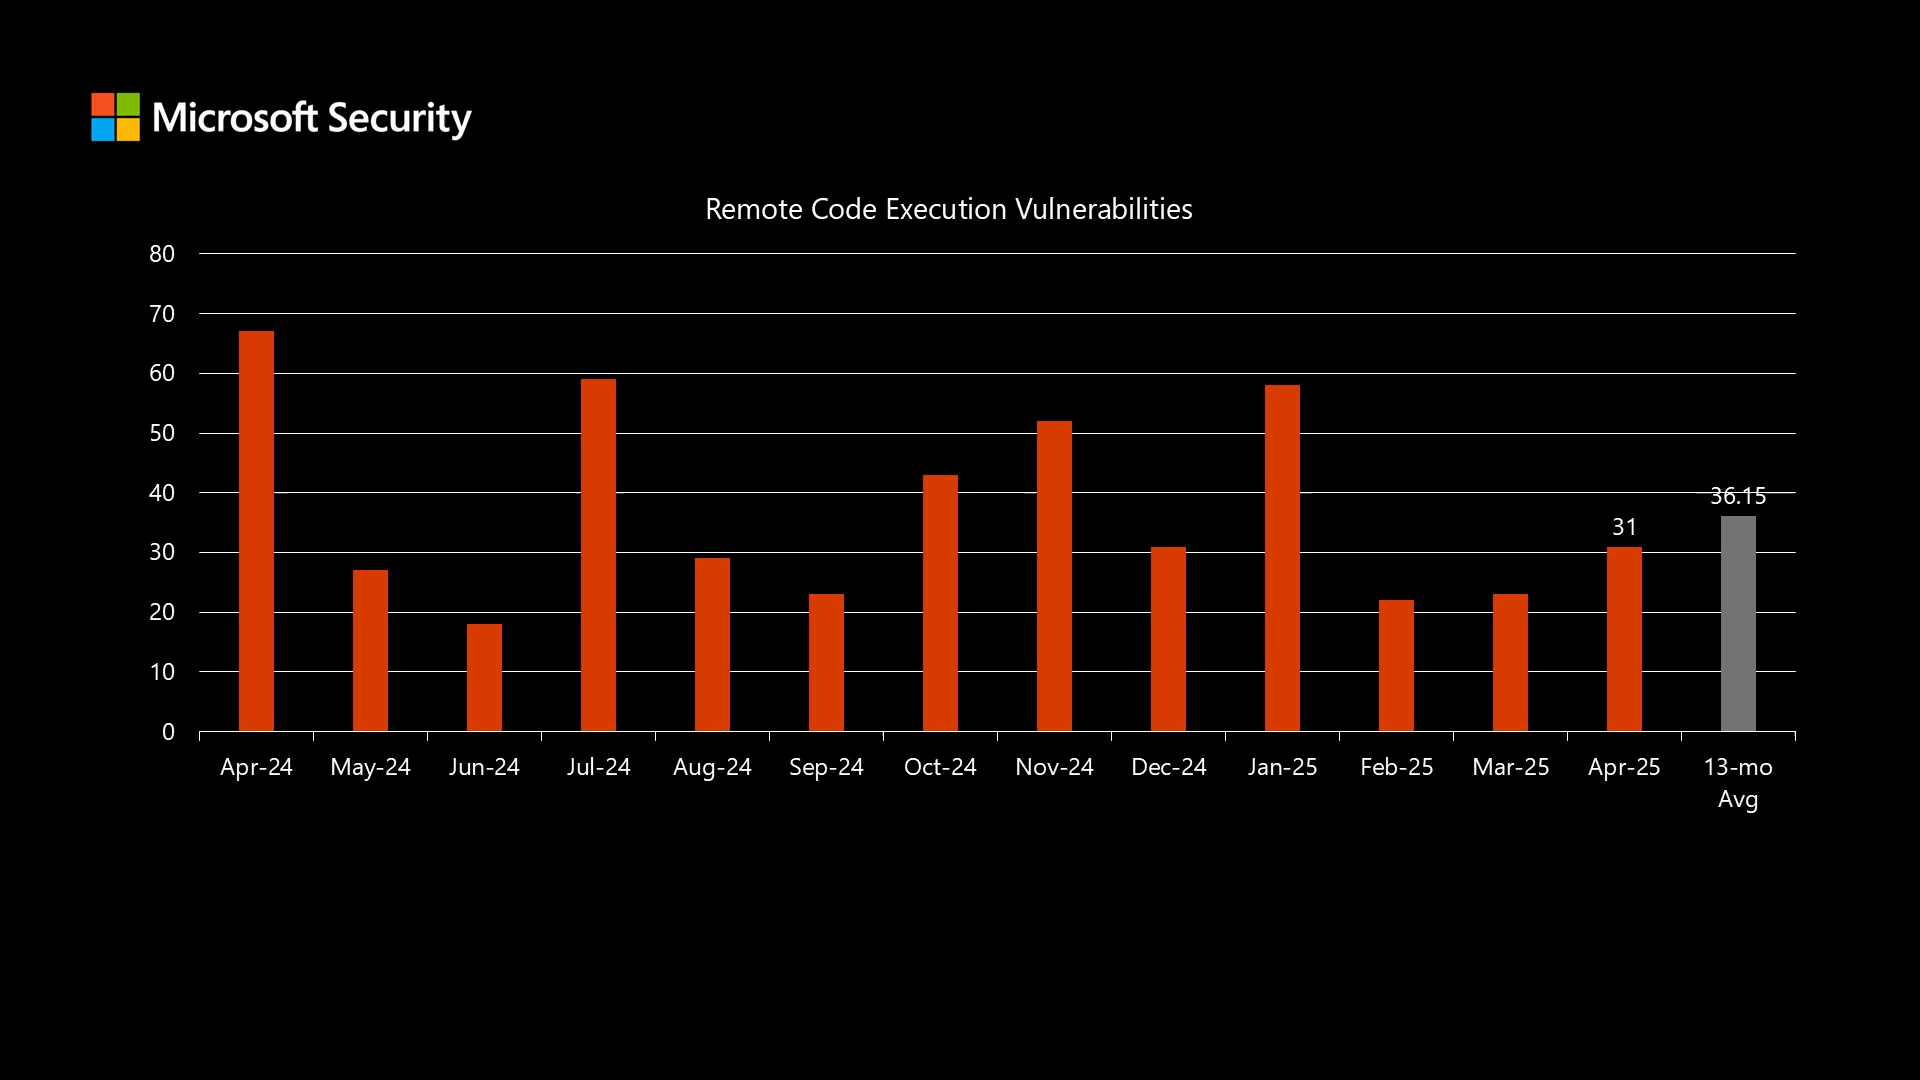 Microsoft Security
Remote Code Execution Vulnerabilities
80
70
60
50
40
30
20
10
0
36.15
31
Apr-24 May-24 Jun-24 Jul-24 Aug-24 Sep-24 Oct-24 Nov-24 Dec-24 Jan-25 Feb-25 Mar-25 Apr-25 13-mo
Avg